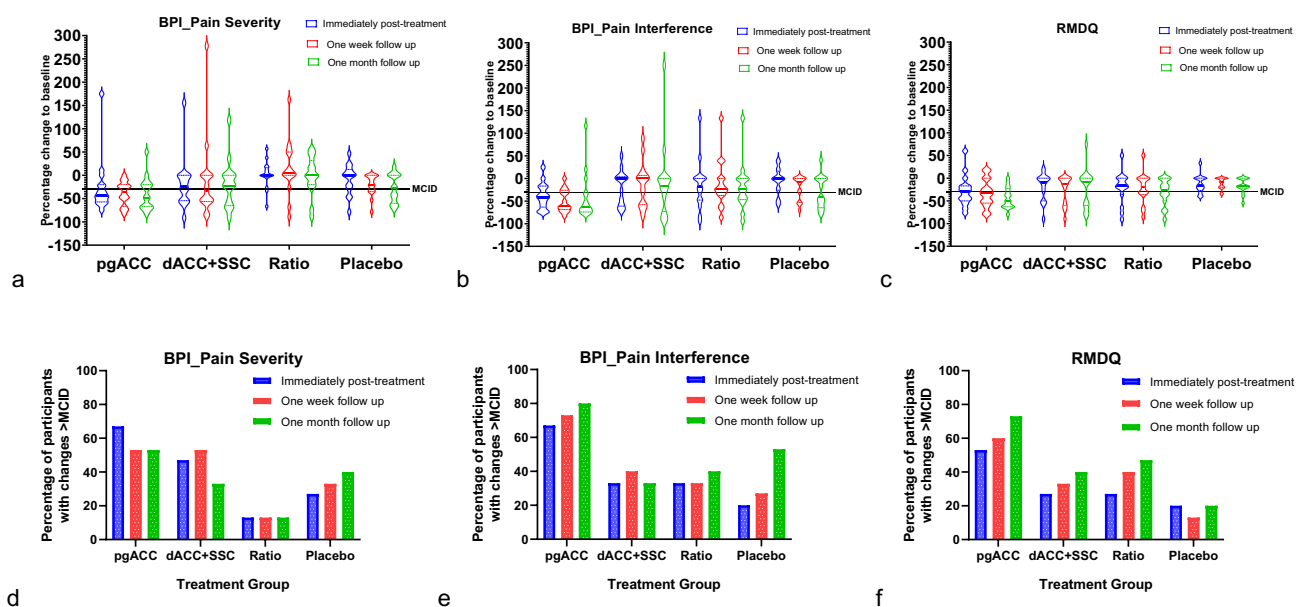 BPI_Pain Severity
Immediately post-treatment
One week follow up
One month follow up
Percentage change to baseline
300
250
200
150
100
50
0
-50
-100
-150
MCID
pgACC
dACC+SSC
Ratio
Placebo
a
BPI_Pain Interference
Immediately post-treatment
One week follow up
One month follow up
Percentage change to baseline
300
250
200
150
100
50
0
-50
-100
-150
MCID
pgACC
dACC+SSC
Ratio
Placebo
b
RMDQ
Immediately post-treatment
One week follow up
One month follow up
Percentage change to baseline
300
250
200
150
100
50
0
-50
-100
-150
MCID
pgACC
dACC+SSC
Ratio
Placebo
c
BPI_Pain Severity
Immediately post-treatment
One week follow up
One month follow up
Percentage of participants
with changes >MCID
100
80
60
40
20
0
pgACC
dACC+SSC
Ratio
Placebo
Treatment Group
d
BPI_Pain Interference
Immediately post-treatment
One week follow up
One month follow up
Percentage of participants
with changes >MCID
100
80
60
40
20
0
pgACC
dACC+SSC
Ratio
Placebo
Treatment Group
e
RMDQ
Immediately post-treatment
One week follow up
One month follow up
Percentage of participants
with changes >MCID
100
80
60
40
20
0
pgACC
dACC+SSC
Ratio
Placebo
Treatment Group
f